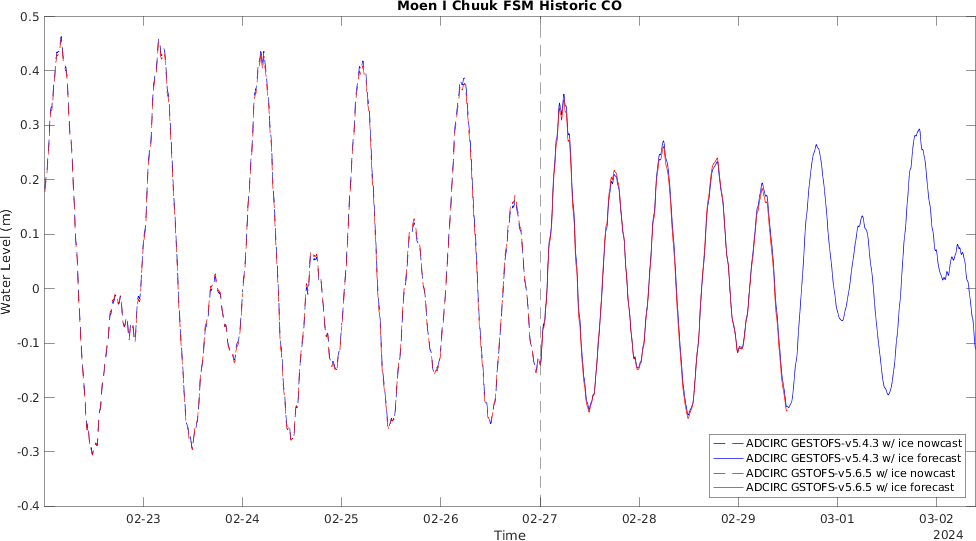 Moen I Chuuk FSM Historic CO
0.5
0.4
0.3
0.2
0.1
0
-0.1
-0.2
-0.3
-0.4
Water Level (m)
02-23 02-24 02-25 02-26 02-27 02-28 02-29 03-01 03-02
Time
2024
ADCIRC GESTOFS-v5.4.3 w/ ice nowcast
ADCIRC GESTOFS-v5.4.3 w/ ice forecast
ADCIRC GSTOFS-v5.6.5 w/ ice nowcast
ADCIRC GSTOFS-v5.6.5 w/ ice forecast